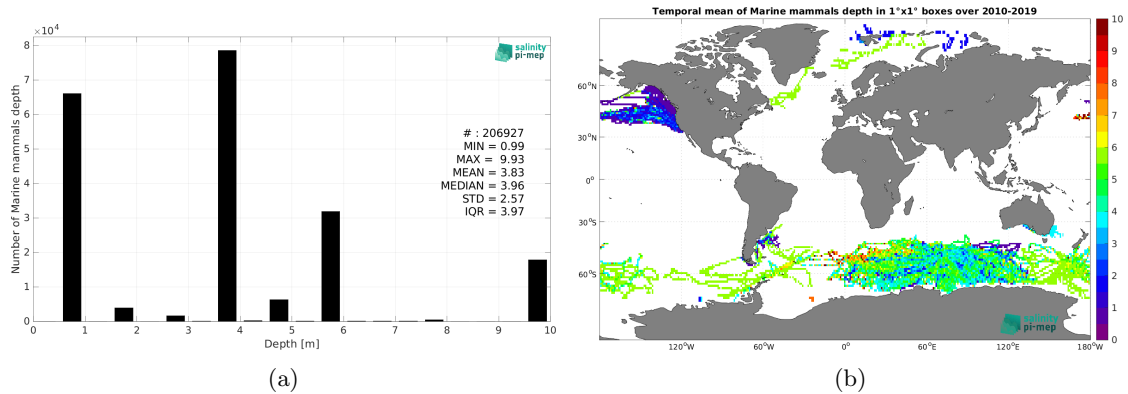 x 10⁴
8
7
6
5
4
3
2
1
0
Number of Marine mammals depth
salinity
pi-mep
# : 206927
MIN = 0.99
MAX = 9.93
MEAN = 3.83
MEDIAN = 3.96
STD = 2.57
IQR = 3.97
0 1 2 3 4 5 6 7 8 9 10
Depth [m]
(a)
Temporal mean of Marine mammals depth in 1°x1° boxes over 2010-2019
60°N
30°N
0°
30°S
60°S
120°W 60°W 0° 60°E 120°E 180°W
salinity
pi-mep
10
9
8
7
6
5
4
3
2
1
0
(b)